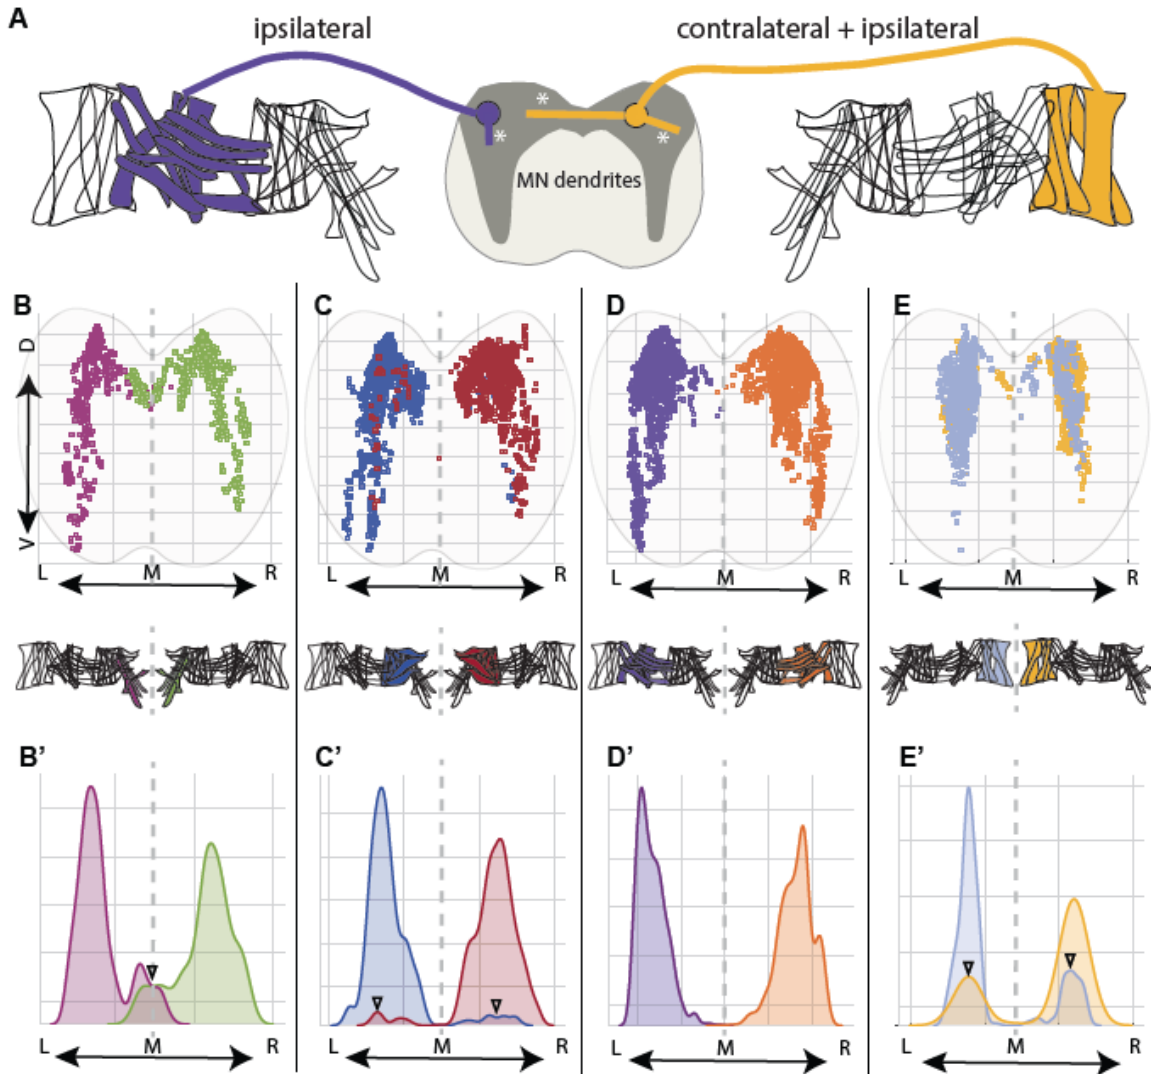 A
ipsilateral
contralateral + ipsilateral
*
*
*
MN dendrites
B
C
D
E
D
V
L M R
L M R
L M R
L M R
B’
C’
D’
E’
L M R
L M R
L M R
L M R